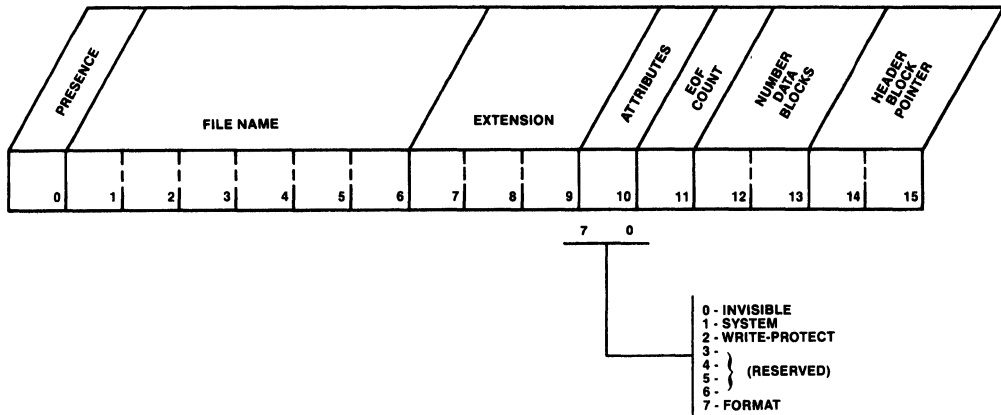 PRESENCE
FILE NAME
EXTENSION
ATTRIBUTES
EOF
COUNT
NUMBER
DATA
BLOCKS
HEADER
BLOCK
POINTER
0 1 2 3 4 5 6 7 8 9 10 11 12 13 14 15
7 0
0 - INVISIBLE
1 - SYSTEM
2 - WRITE-PROTECT
3 -
4 -
5 -
6 -
(RESERVED)
7 - FORMAT